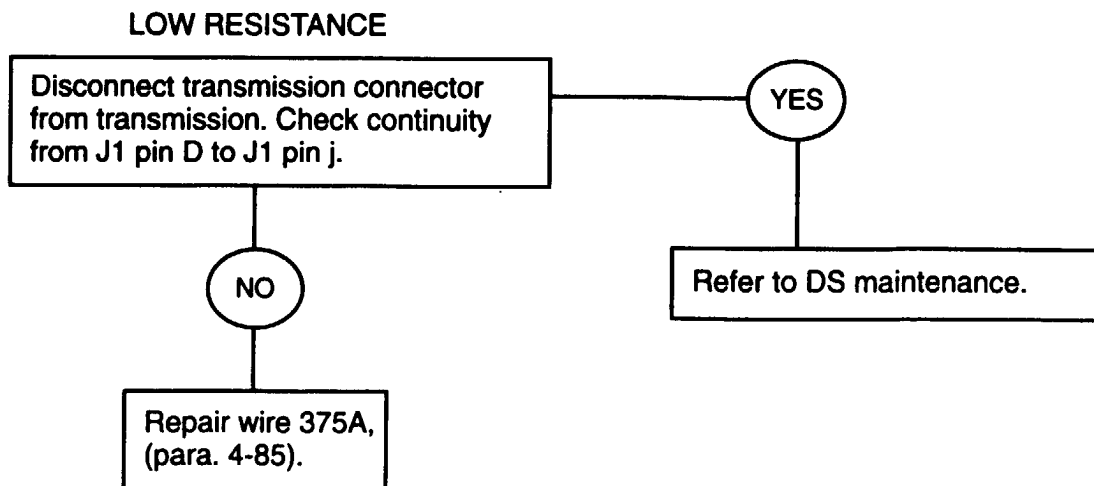 LOW RESISTANCE
Disconnect transmission connector
from transmission. Check continuity
from J1 pin D to J1 pin j.
YES
NO
Refer to DS maintenance.
Repair wire 375A,
(para. 4-85).